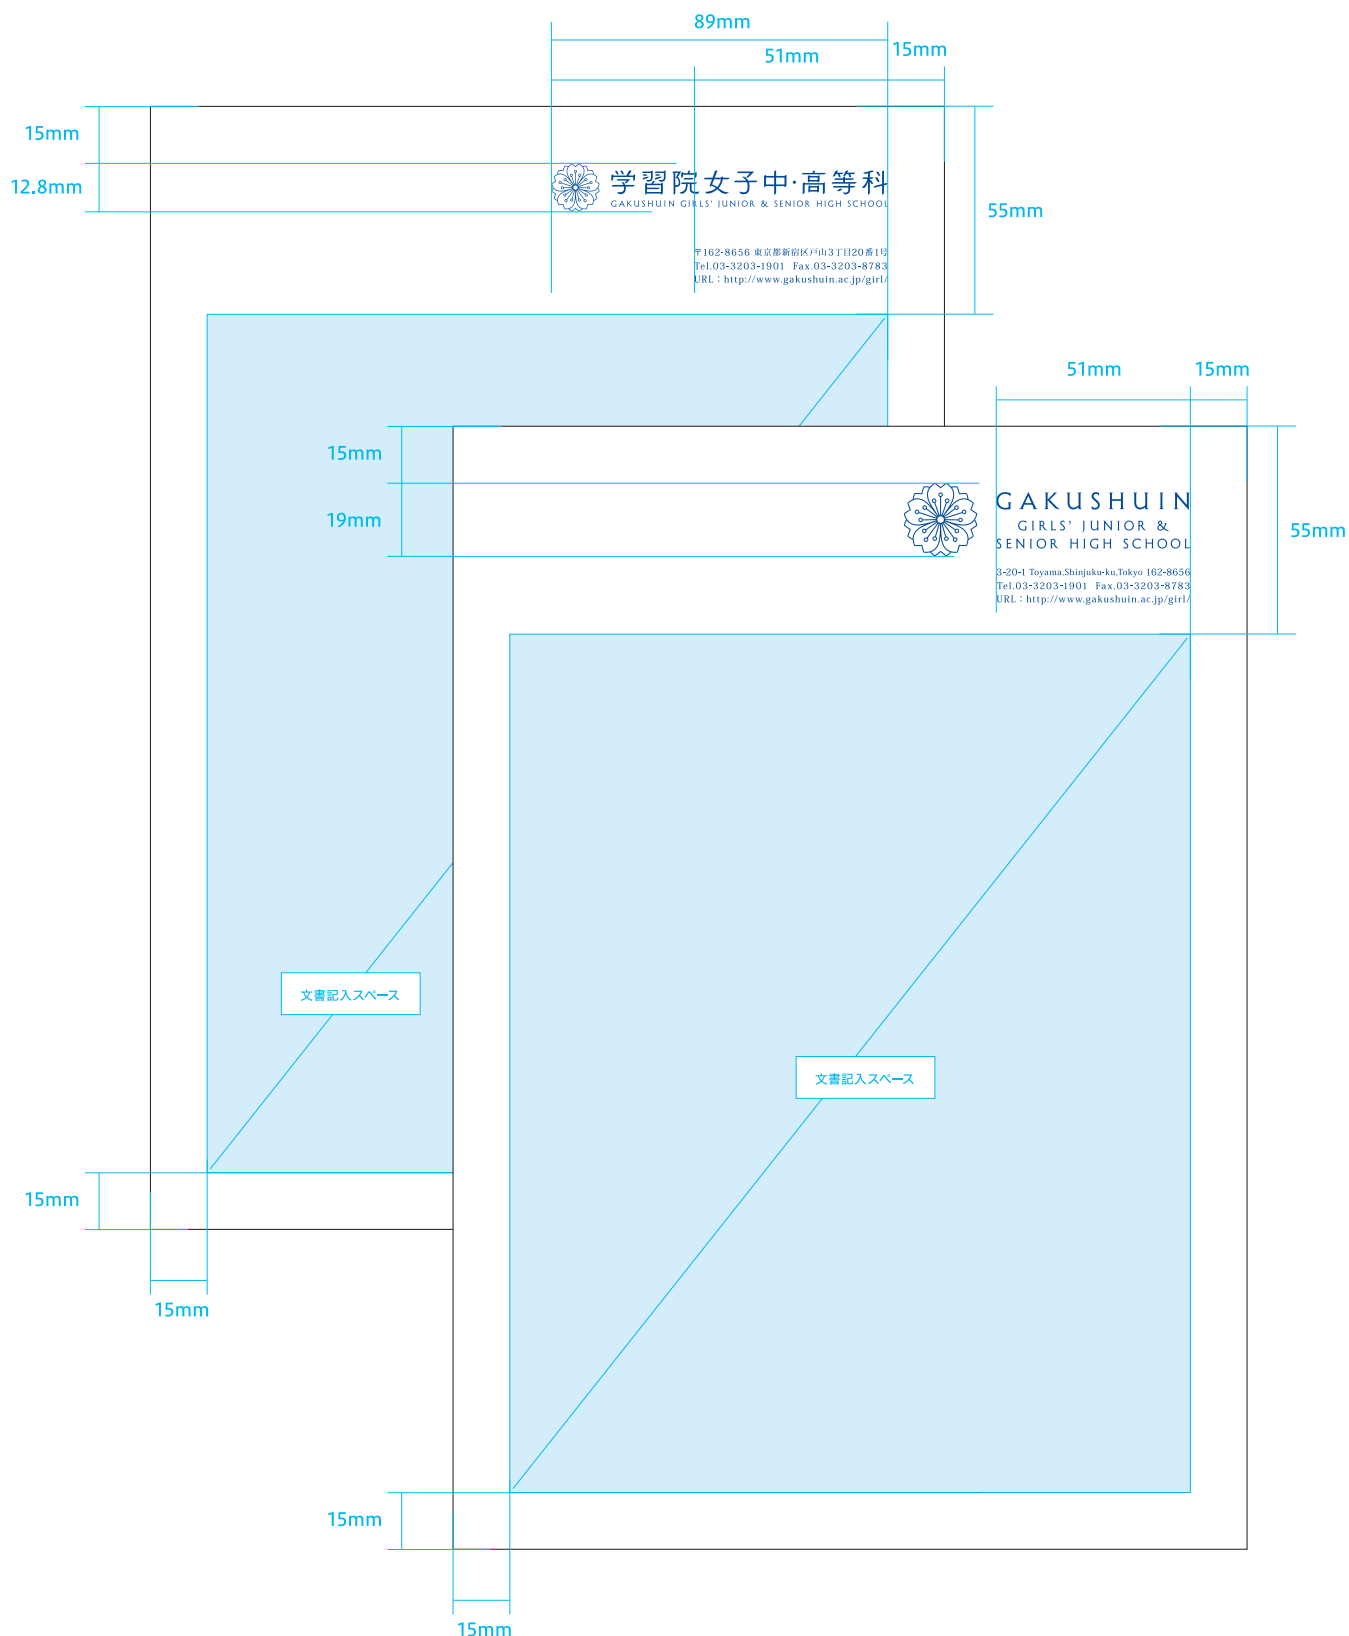 89mm
51mm
15mm
15mm
12.8mm
学習院女子中・高等科
GAKUSHUIN GIRLS' JUNIOR & SENIOR HIGH SCHOOL
55mm
〒162-8656 東京都新宿区戸山3丁目20番1号
Tel.03-3203-1901 Fax.03-3203-8783
URL：http://www.gakushuin.ac.jp/girl/
51mm
15mm
15mm
19mm
GAKUSHUIN
GIRLS' JUNIOR &
SENIOR HIGH SCHOOL
55mm
3-20-1 Toyama,Shinjuku-ku,Tokyo 162-8656
Tel.03-3203-1901 Fax.03-3203-8783
URL：http://www.gakushuin.ac.jp/girl/
文書記入スペース
文書記入スペース
15mm
15mm
15mm
15mm